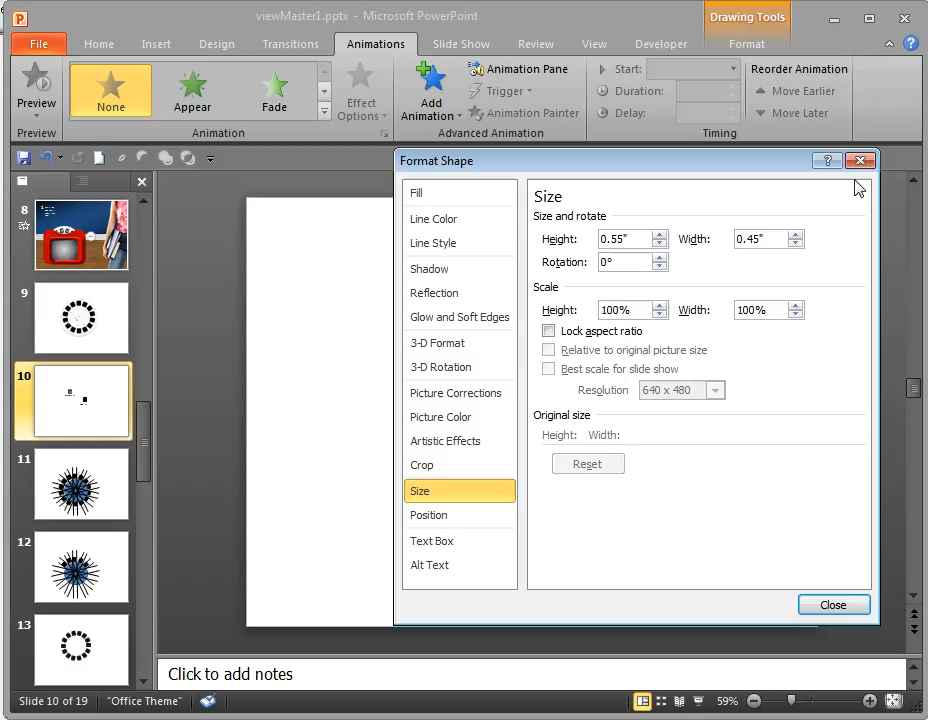 viewMaster1.pptx - Microsoft PowerPoint
Drawing Tools
File Home Insert Design Transitions Animations Slide Show Review View Developer Format
Preview
None
Appear
Fade
Effect
Options
Add
Animation
Animation Pane
Trigger
Animation Painter
Start:
Duration:
Delay:
Reorder Animation
Move Earlier
Move Later
Preview
Animation
Advanced Animation
Timing
Format Shape
Fill
Line Color
Line Style
Shadow
Reflection
Glow and Soft Edges
3-D Format
3-D Rotation
Picture Corrections
Picture Color
Artistic Effects
Crop
Size
Position
Text Box
Alt Text
Size
Size and rotate
Height: 0.55" Width: 0.45"
Rotation: 0°
Scale
Height: 100% Width: 100%
Lock aspect ratio
Relative to original picture size
Best scale for slide show
Resolution 640 x 480
Original size
Height: Width:
Reset
Close
8
9
10
11
12
13
Click to add notes
Slide 10 of 19 "Office Theme" 59%